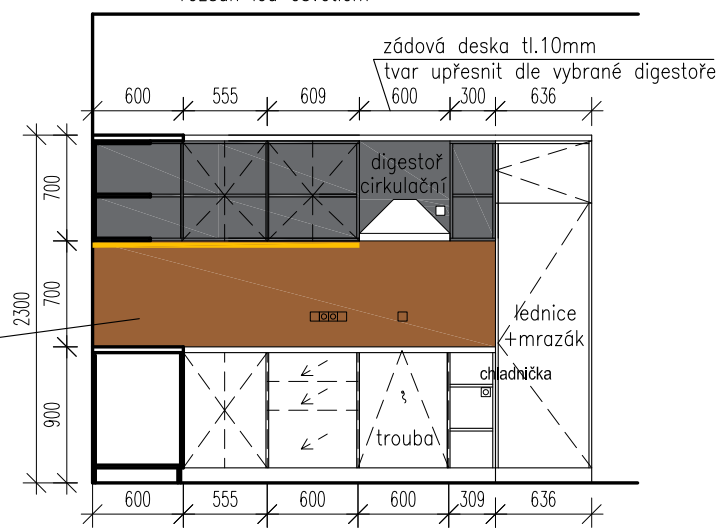 zádová deska tl.10mm
tvar upřesnit dle vybrané digestoře
600 555 609 600 300 636
digestoř
cirkulační
700
700
2300
900
lednice
+mrazák
chladnička
trouba
600 555 600 600 309 636